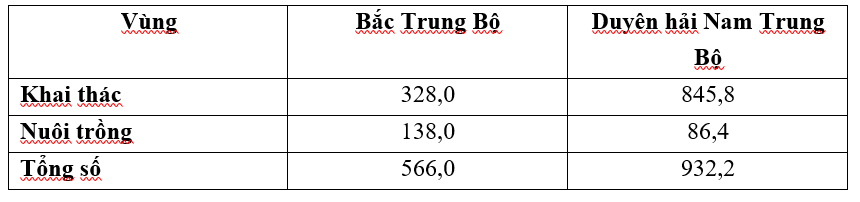 Vùng Bắc Trung Bộ Duyên hải Nam Trung
Bộ
Khai thác 328,0 845,8
Nuôi trồng 138,0 86,4
Tổng số 566,0 932,2